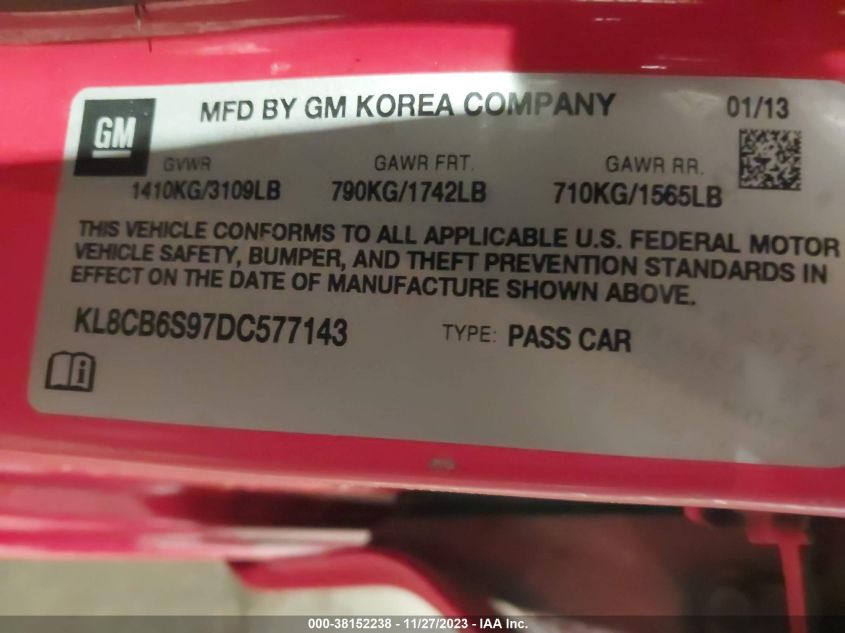 GM
MFD BY GM KOREA COMPANY 01/13
GVWR GAWR FRT. GAWR RR.
1410KG/3109LB 790KG/1742LB 710KG/1565LB
THIS VEHICLE CONFORMS TO ALL APPLICABLE U.S. FEDERAL MOTOR
VEHICLE SAFETY, BUMPER, AND THEFT PREVENTION STANDARDS IN
EFFECT ON THE DATE OF MANUFACTURE SHOWN ABOVE.
KL8CB6S97DC577143 TYPE: PASS CAR
000-38152238 - 11/27/2023 - IAA Inc.